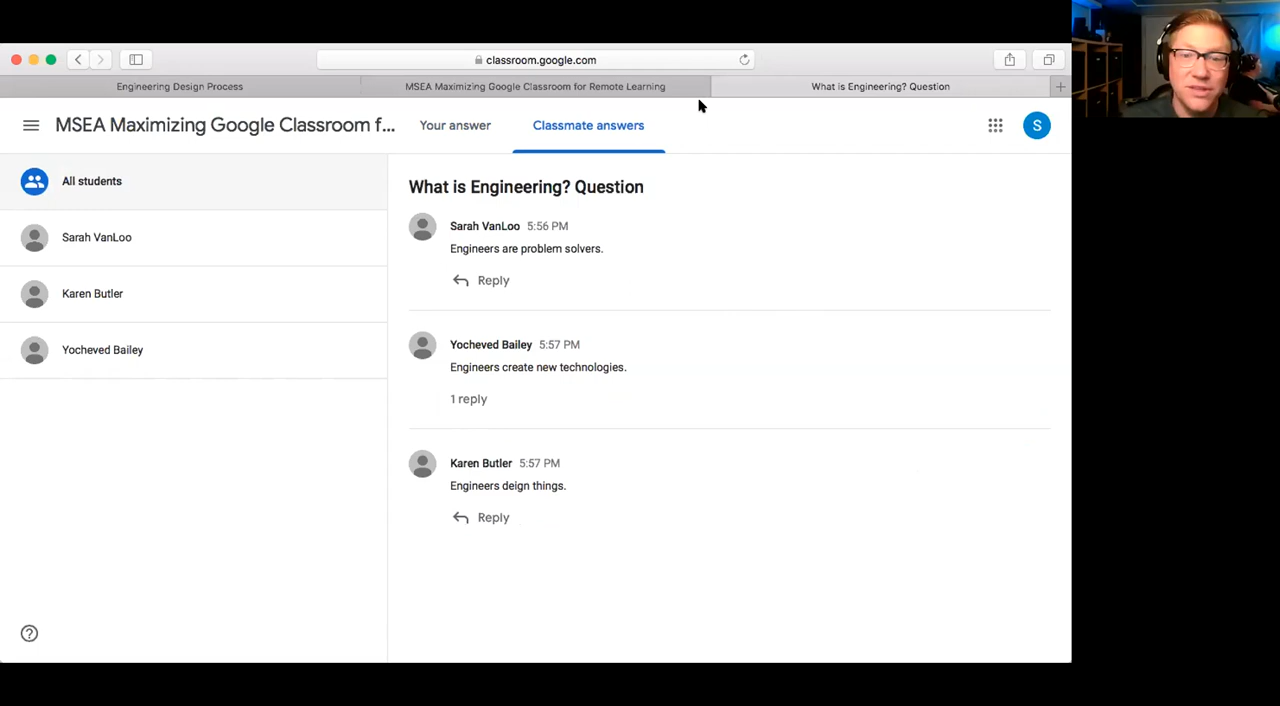 classroom.google.com
Engineering Design Process
MSEA Maximizing Google Classroom for Remote Learning
What is Engineering? Question
MSEA Maximizing Google Classroom f...
Your answer
Classmate answers
S
All students
Sarah VanLoo
Karen Butler
Yocheved Bailey
What is Engineering? Question
Sarah VanLoo 5:56 PM
Engineers are problem solvers.
Reply
Yocheved Bailey 5:57 PM
Engineers create new technologies.
1 reply
Karen Butler 5:57 PM
Engineers deign things.
Reply